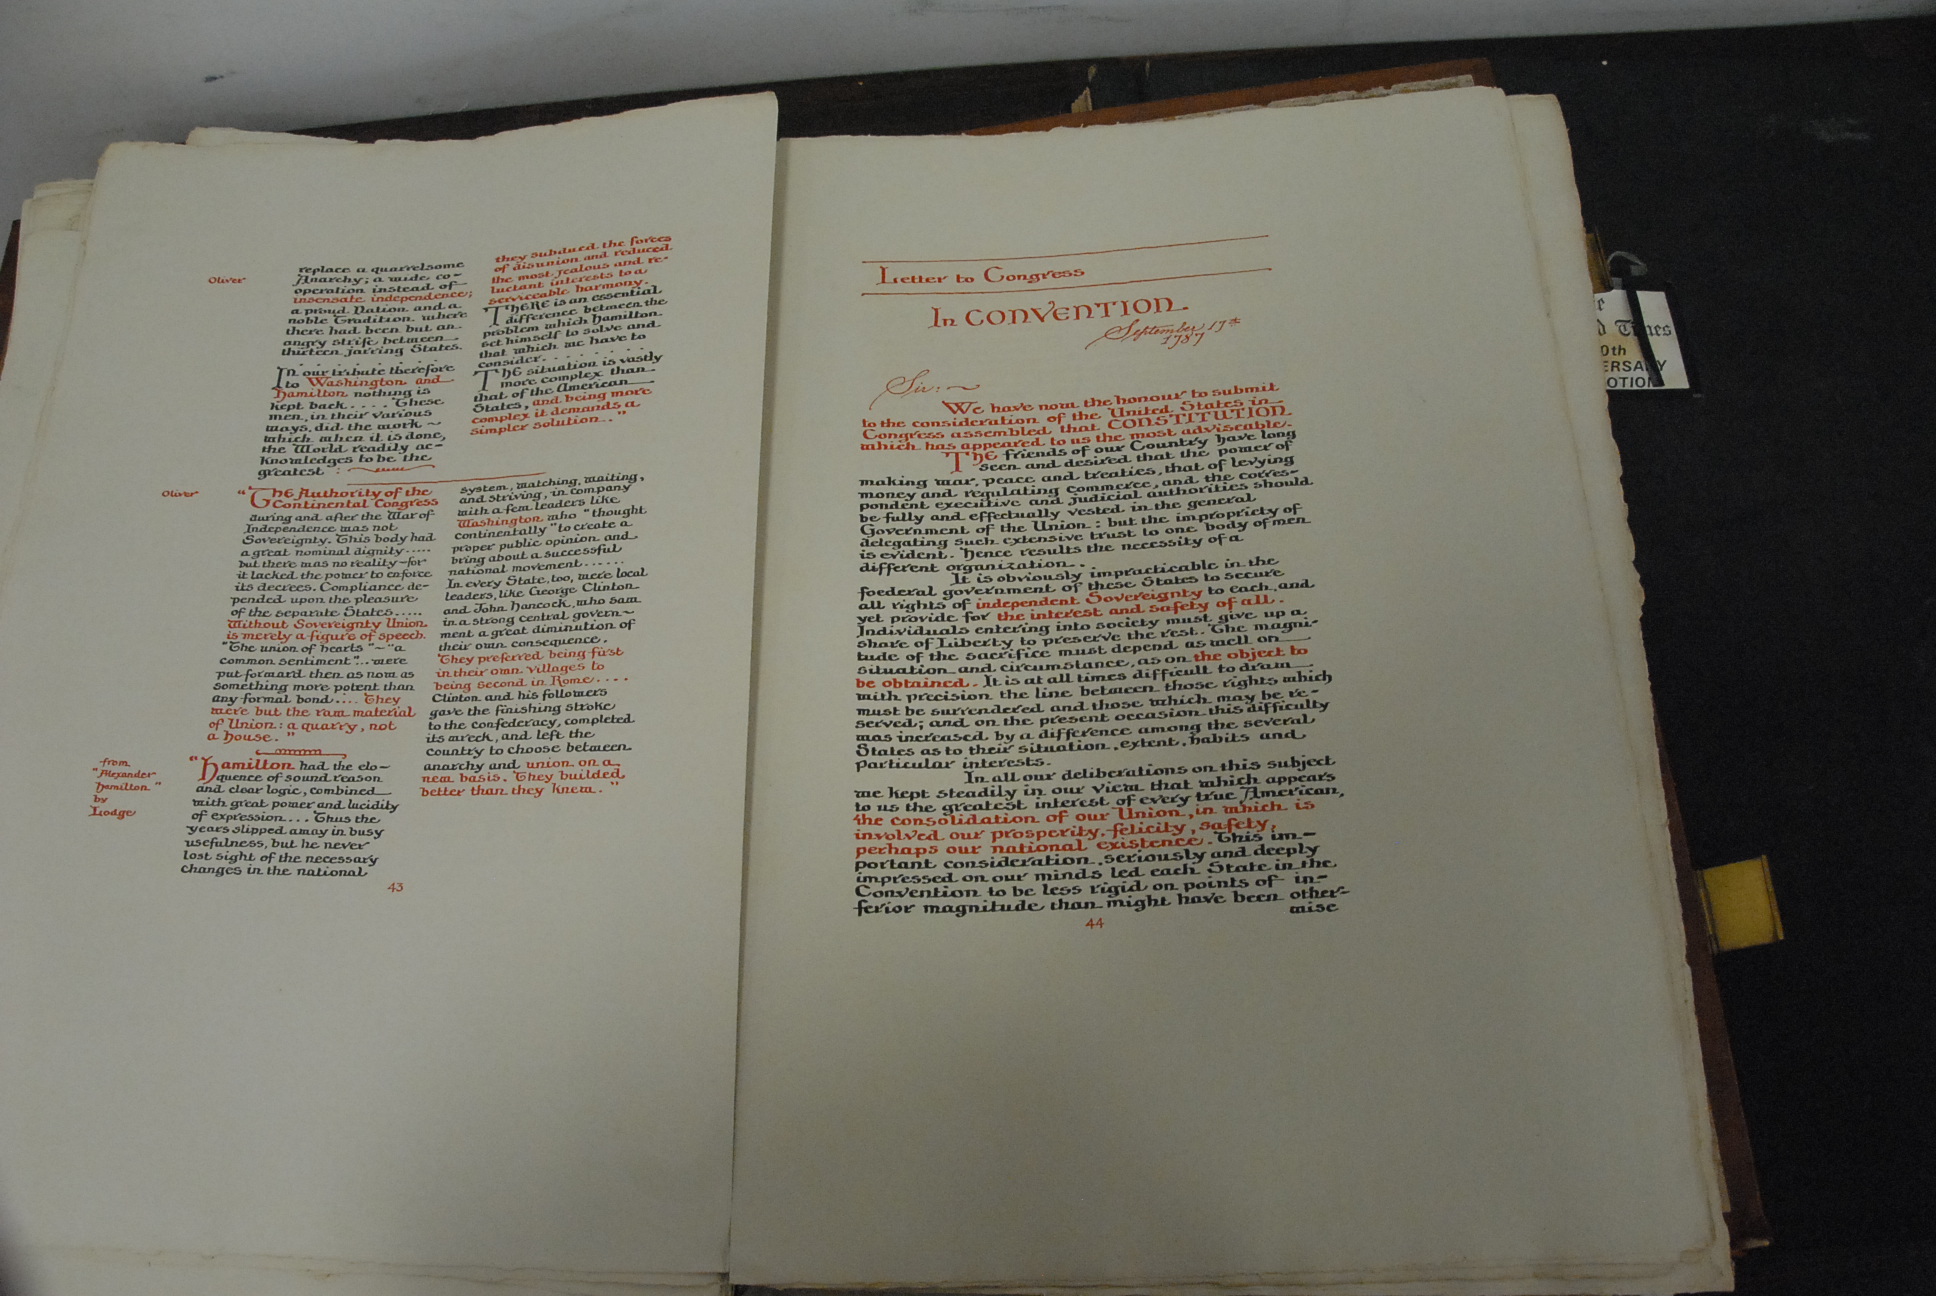 Oliver
replace a quarrelsome
Anarchy; a wide co-
operation instead of
insensate independence;
a proud Nation and a
noble Tradition where
there had been but an
angry strife between
thirteen jarring States.
. . . . . . . .
In our tribute therefore
to Washington and
Hamilton nothing is
kept back.... These
men, in their various
ways, did the work ~
which when it is done,
the World readily ac-
knowledges to be the
greatest :
they subdued the forces
of disunion and reduced
the most jealous and re-
luctant interests to a
serviceable harmony.
THERE is an essential
difference between the
problem which Hamilton
set himself to solve and
that which we have to
consider. . . . . . . .
THE situation is vastly
more complex than
that of the American
States, and being more
complex it demands a
simpler solution.."
Oliver
"THE Authority of the
Continental Congress
during and after the War of
Independence was not
Sovereignty. This body had
a great nominal dignity.....
but there was no reality-for
it lacked the power to enforce
its decrees. Compliance de-
pended upon the pleasure
of the separate States.....
Without Sovereignty Union
is merely a figure of speech.
"The union of hearts"~"a
common sentiment"...were
put forward then as now as
something more potent than
any formal bond.... They
were but the raw material
of Union: a quarry, not
a house."
from
"Alexander
Hamilton"
by
Lodge
"Hamilton had the elo-
quence of sound reason
and clear logic, combined
with great power and lucidity
of expression... Thus the
years slipped away in busy
usefulness, but he never
lost sight of the necessary
changes in the national
system, watching, waiting,
and striving, in company
with a few leaders like
Washington who "thought
continentally" to create a
proper public opinion and
bring about a successful
national movement......
In every State, too, were local
leaders, like George Clinton
and John Hancock, who saw
in a strong central govern~
ment a great diminution of
their own consequence.
They preferred being first
in their own villages to
being second in Rome....
Clinton and his followers
gave the finishing stroke
to the confederacy, completed
its wreck, and left the
country to choose between
anarchy and union on a
new basis. They builded
better than they knew."
43
Letter to Congress
In CONVENTION
September 17th
1787
Sir: ~
We have now the honour to submit
to the consideration of the United States in
Congress assembled that CONSTITUTION
which has appeared to us the most adviseable.
THE friends of our Country have long
seen and desired that the power of
making war, peace and treaties, that of levying
money and regulating commerce, and the corres-
pondent executive and judicial authorities should
be fully and effectually vested in the general
Government of the Union : but the impropriety of
delegating such extensive trust to one body of men
is evident. Hence results the necessity of a
different organization.
It is obviously impracticable in the
foederal government of these States to secure
all rights of independent Sovereignty to each, and
yet provide for the interest and safety of all.
Individuals entering into society must give up a
share of Liberty to preserve the rest. The magni-
tude of the sacrifice must depend as well on
situation and circumstance, as on the object to
be obtained. It is at all times difficult to draw
with precision the line between those rights which
must be surrendered and those which may be re-
served; and on the present occasion this difficulty
was increased by a difference among the several
States as to their situation, extent, habits and
particular interests.
In all our deliberations on this subject
we kept steadily in our view that which appears
to us the greatest interest of every true American,
the consolidation of our Union, in which is
involved our prosperity, felicity, safety,
perhaps our national existence. This im-
portant consideration, seriously and deeply
impressed on our minds led each State in the
Convention to be less rigid on points of in-
ferior magnitude than might have been other-
wise
44
Times
0th
ERSARY
OTION